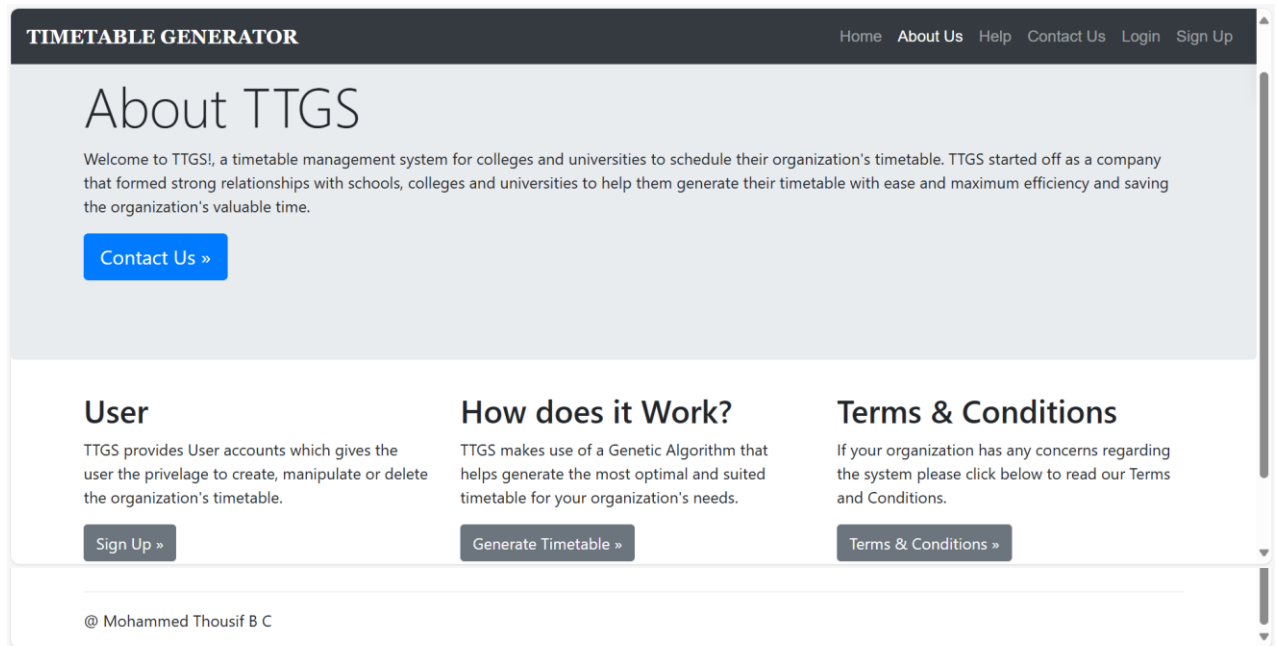 TIMETABLE GENERATOR
Home About Us Help Contact Us Login Sign Up
About TTGS
Welcome to TTGS!, a timetable management system for colleges and universities to schedule their organization's timetable. TTGS started off as a company
that formed strong relationships with schools, colleges and universities to help them generate their timetable with ease and maximum efficiency and saving
the organization's valuable time.
Contact Us »
User
TTGS provides User accounts which gives the
user the privelage to create, manipulate or delete
the organization's timetable.
Sign Up »
How does it Work?
TTGS makes use of a Genetic Algorithm that
helps generate the most optimal and suited
timetable for your organization's needs.
Generate Timetable »
Terms & Conditions
If your organization has any concerns regarding
the system please click below to read our Terms
and Conditions.
Terms & Conditions »
@ Mohammed Thousif B C